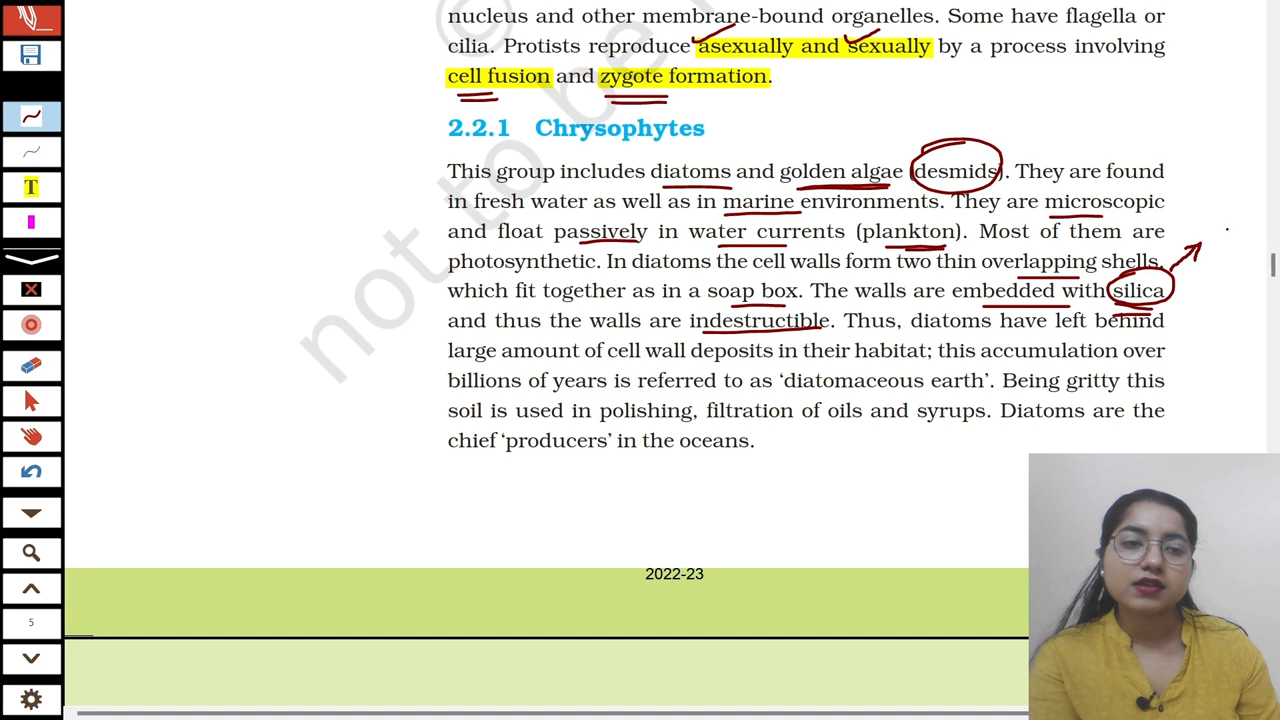 nucleus and other membrane-bound organelles. Some have flagella or
cilia. Protists reproduce asexually and sexually by a process involving
cell fusion and zygote formation.
2.2.1 Chrysophytes
This group includes diatoms and golden algae (desmids). They are found
in fresh water as well as in marine environments. They are microscopic
and float passively in water currents (plankton). Most of them are
photosynthetic. In diatoms the cell walls form two thin overlapping shells,
which fit together as in a soap box. The walls are embedded with silica
and thus the walls are indestructible. Thus, diatoms have left behind
large amount of cell wall deposits in their habitat; this accumulation over
billions of years is referred to as ‘diatomaceous earth’. Being gritty this
soil is used in polishing, filtration of oils and syrups. Diatoms are the
chief ‘producers’ in the oceans.
2022-23
©
not to be
T
5